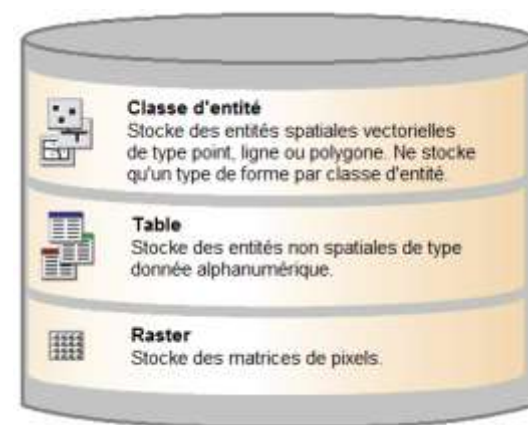 Classe d'entité
Stocke des entités spatiales vectorielles
de type point, ligne ou polygone. Ne stocke
qu'un type de forme par classe d'entité
Table
Stocke des entités non spatiales de type
donnée alphanumérique.
Raster
Stocke des matrices de pixels.